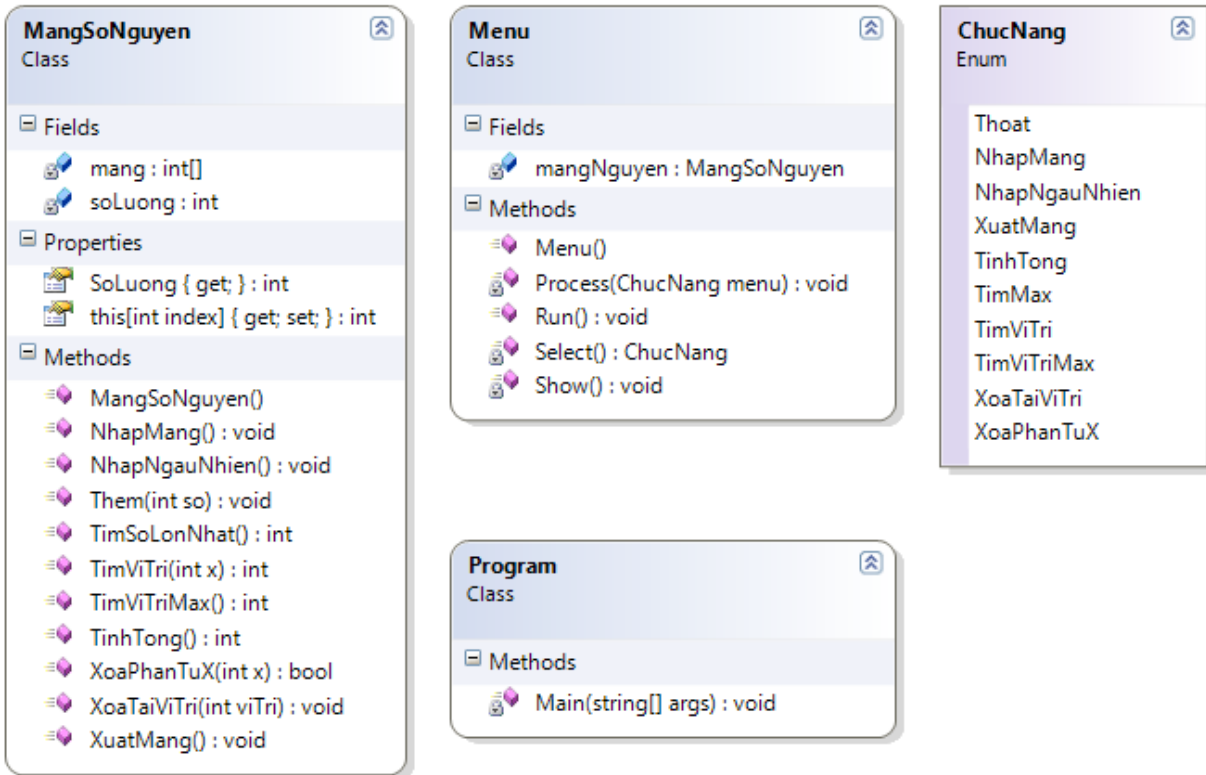 MangSoNguyen
Class
Fields
mang : int[]
soLuong : int
Properties
SoLuong { get; } : int
this[int index] { get; set; } : int
Methods
MangSoNguyen()
NhapMang() : void
NhapNgauNhien() : void
Them(int so) : void
TimSoLonNhat() : int
TimViTri(int x) : int
TimViTriMax() : int
TinhTong() : int
XoaPhanTuX(int x) : bool
XoaTaiViTri(int viTri) : void
XuatMang() : void
Menu
Class
Fields
mangNguyen : MangSoNguyen
Methods
Menu()
Process(ChucNang menu) : void
Run() : void
Select() : ChucNang
Show() : void
ChucNang
Enum
Thoat
NhapMang
NhapNgauNhien
XuatMang
TinhTong
TimMax
TimViTri
TimViTriMax
XoaTaiViTri
XoaPhanTuX
Program
Class
Methods
Main(string[] args) : void